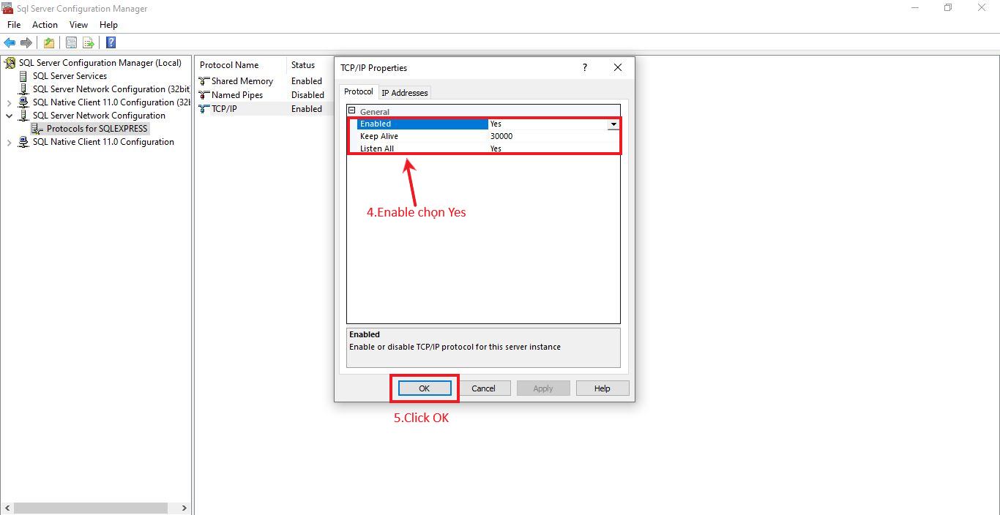 Sql Server Configuration Manager
File Action View Help
SQL Server Configuration Manager (Local)
SQL Server Services
SQL Server Network Configuration (32bit
SQL Native Client 11.0 Configuration (32b
SQL Server Network Configuration
Protocols for SQLEXPRESS
SQL Native Client 11.0 Configuration
Protocol Name Status
Shared Memory Enabled
Named Pipes Disabled
TCP/IP Enabled
TCP/IP Properties
Protocol IP Addresses
General
Enabled Yes
Keep Alive 30000
Listen All Yes
4.Enable chọn Yes
Enabled
Enable or disable TCP/IP protocol for this server instance
OK Cancel Apply Help
5.Click OK